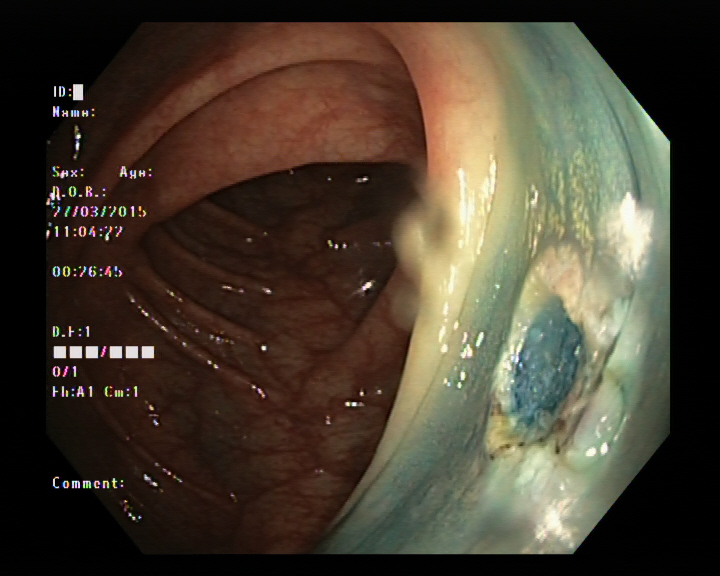 ID:
Name:
Sex: Age:
D.O.B.:
27/03/2015
11:04:22
00:26:45
D.F:1
■■■/■■■
0/1
Eh:A1 Cm:1
Comment: